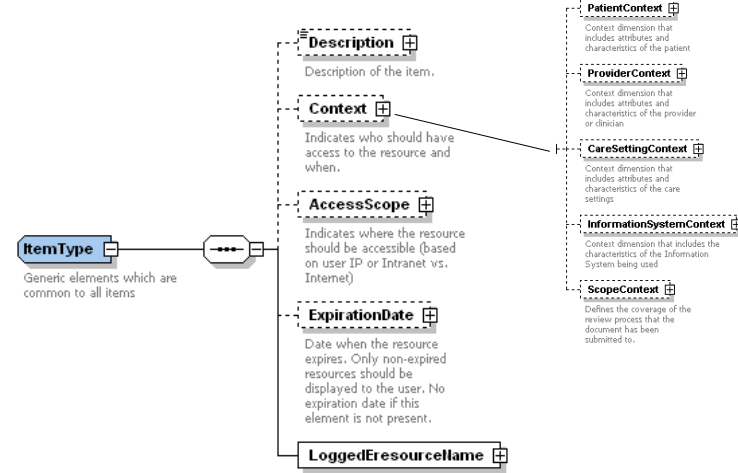 Description
Description of the item.
Context
Indicates who should have
access to the resource and
when.
AccessScope
Indicates where the resource
should be accessible (based
on user IP or Intranet vs.
Internet)
ItemType
Generic elements which are
common to all items
ExpirationDate
Date when the resource
expires. Only non-expired
resources should be
displayed to the user. No
expiration date if this
element is not present.
LoggedEresourceName
PatientContext
Context dimension that
includes attributes and
characteristics of the patient
ProviderContext
Context dimension that
includes attributes and
characteristics of the provider
or clinician
CareSettingContext
Context dimension that
includes attributes and
characteristics of the care
settings
InformationSystemContext
Context dimension that includes the
characteristics of the Information
System being used
ScopeContext
Defines the coverage of the
review process that the
document has been
submitted to.